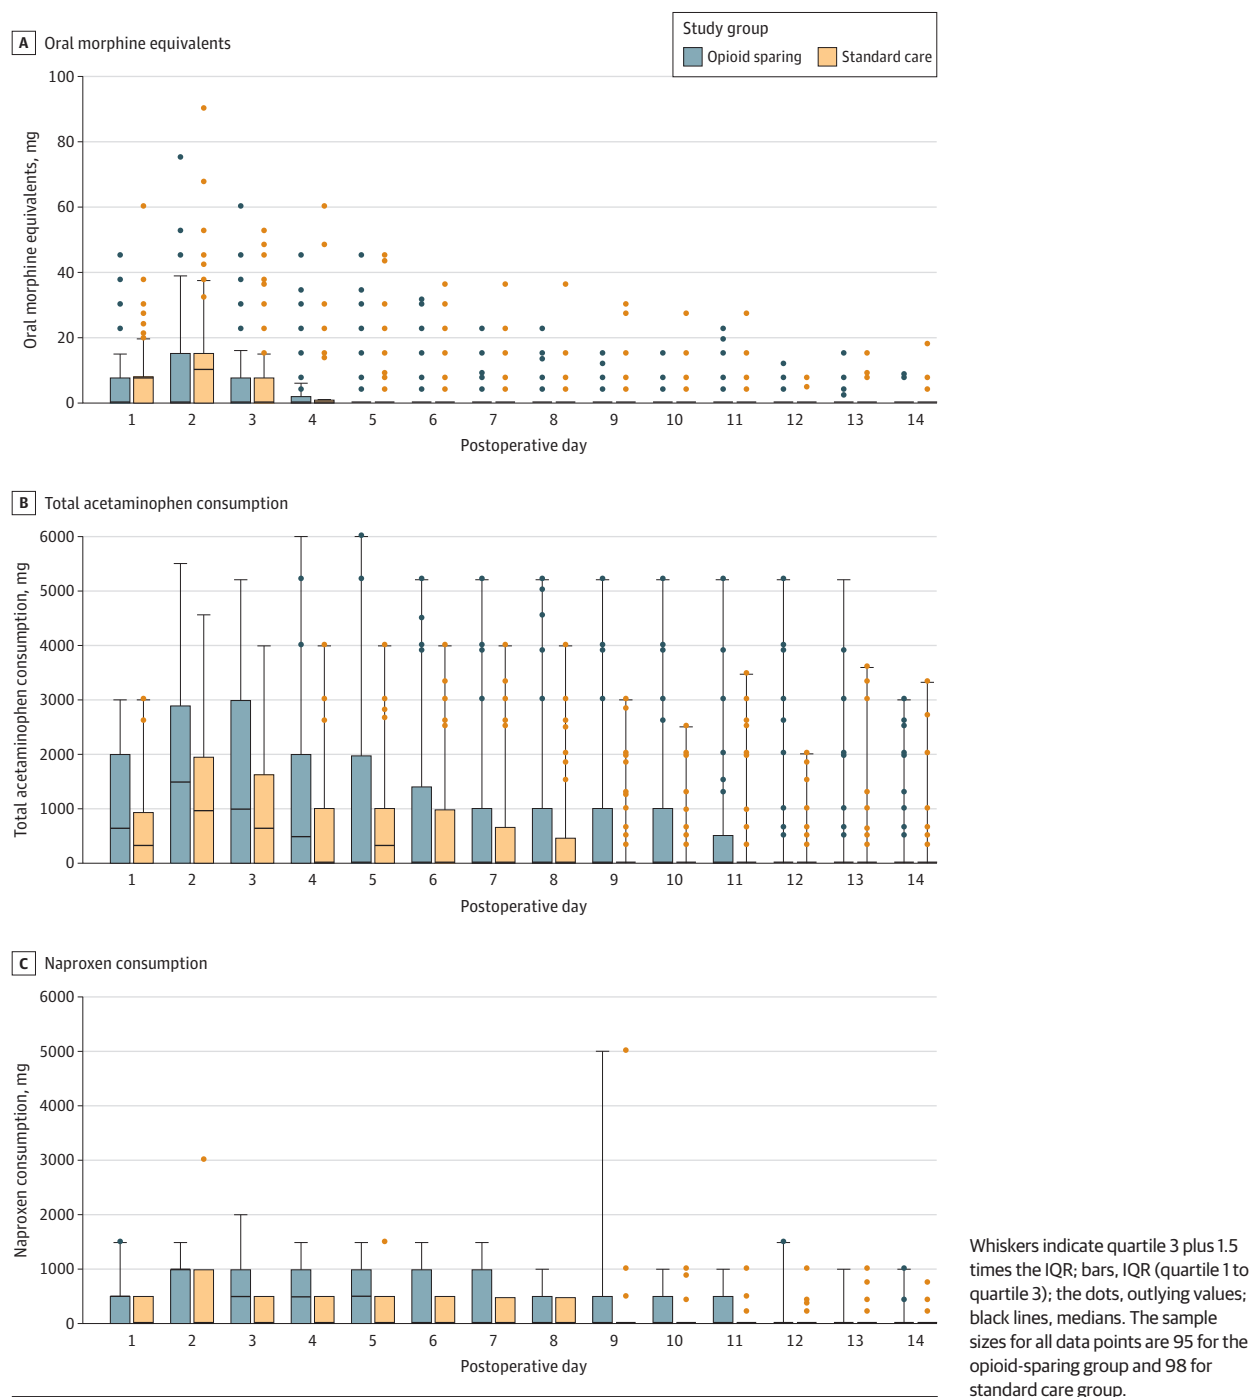 Study group
Opioid sparing Standard care
A Oral morphine equivalents
Oral morphine equivalents, mg
100
80
60
40
20
0
1 2 3 4 5 6 7 8 9 10 11 12 13 14
Postoperative day
B Total acetaminophen consumption
Total acetaminophen consumption, mg
6000
5000
4000
3000
2000
1000
0
1 2 3 4 5 6 7 8 9 10 11 12 13 14
Postoperative day
C Naproxen consumption
Naproxen consumption, mg
6000
5000
4000
3000
2000
1000
0
1 2 3 4 5 6 7 8 9 10 11 12 13 14
Postoperative day
Whiskers indicate quartile 3 plus 1.5
times the IQR; bars, IQR (quartile 1 to
quartile 3); the dots, outlying values;
black lines, medians. The sample
sizes for all data points are 95 for the
opioid-sparing group and 98 for
standard care group.